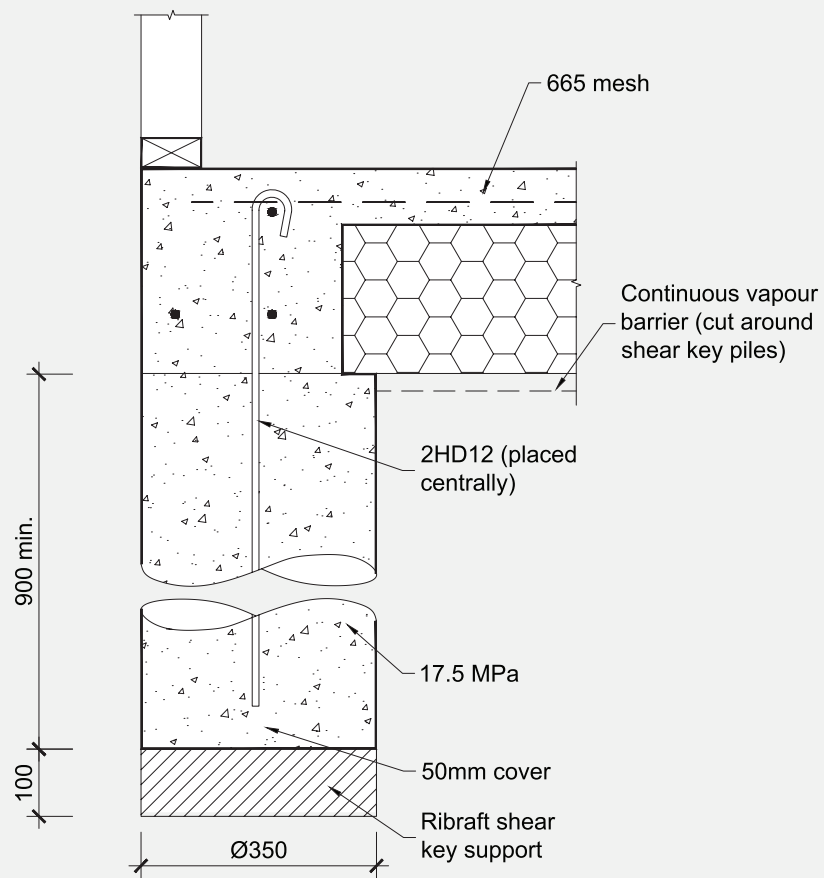 665 mesh
Continuous vapour
barrier (cut around
shear key piles)
2HD12 (placed
centrally)
900 min.
17.5 MPa
50mm cover
100
Ribraft shear
key support
Ø350